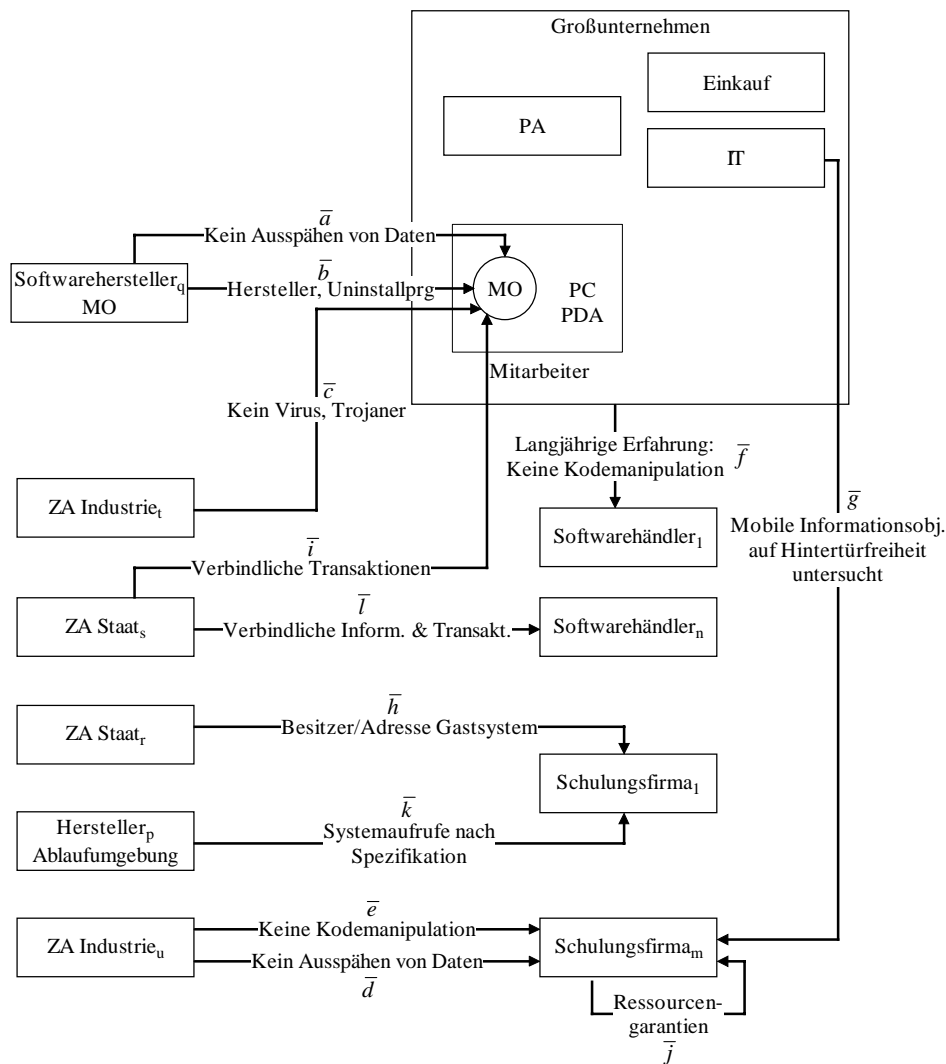 Großunternehmen
Einkauf
PA
IT
a̅
Kein Ausspähen von Daten
Softwarehersteller_q
MO
b̅
Hersteller, Uninstallprg
MO
PC
PDA
Mitarbeiter
c̅
Kein Virus, Trojaner
Langjährige Erfahrung:
Keine Kodemanipulation
f̅
ZA Industrie_t
Softwarehändler_1
g̅
Mobile Informationsobj.
auf Hintertürfreiheit
untersucht
i̅
Verbindliche Transaktionen
ZA Staat_s
l̅
Verbindliche Inform. & Transakt.
Softwarehändler_n
ZA Staat_r
h̅
Besitzer/Adresse Gastsystem
Schulungsfirma_l
Hersteller_p
Ablaufumgebung
k̅
Systemaufrufe nach
Spezifikation
ZA Industrie_u
e̅
Keine Kodemanipulation
Kein Ausspähen von Daten
d̅
Schulungsfirma_m
Ressourcen-
garantien
j̅